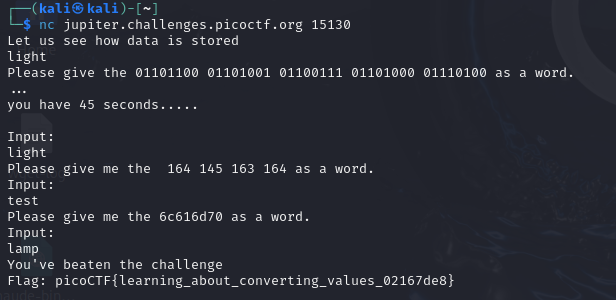 ┌──(kali㉿kali)-[~]
└─$ nc jupiter.challenges.picoctf.org 15130
Let us see how data is stored
light
Please give the 01101100 01101001 01100111 01101000 01110100 as a word.
...
you have 45 seconds.....
Input:
light
Please give me the  164 145 163 164 as a word.
Input:
test
Please give me the 6c616d70 as a word.
Input:
lamp
You've beaten the challenge
Flag: picoCTF{learning_about_converting_values_02167de8}